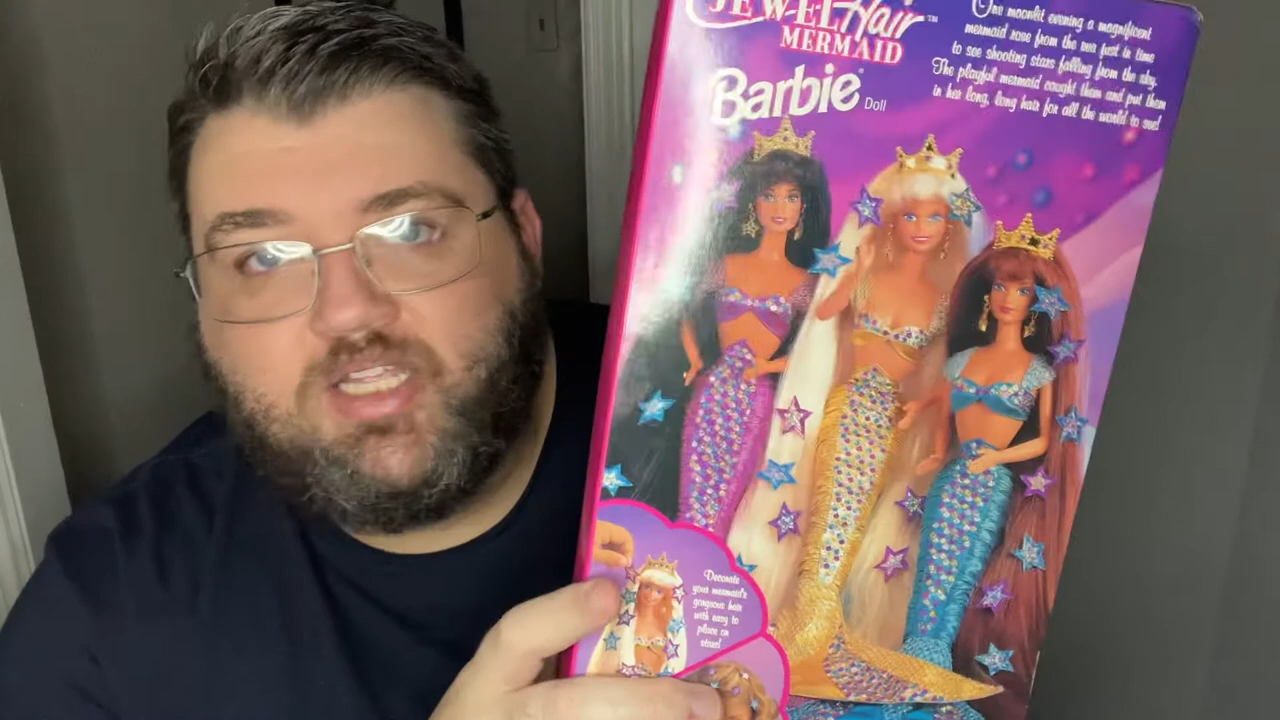 JEWEL Hair™
MERMAID
Barbie® Doll
One moonlit evening a magnificent
mermaid rose from the sea just in time
to see shooting stars falling from the sky.
The playful mermaid caught them and put them
in her long, long hair for all the world to see!
Decorate
your mermaid's
gorgeous hair
with easy to
place on
stars!